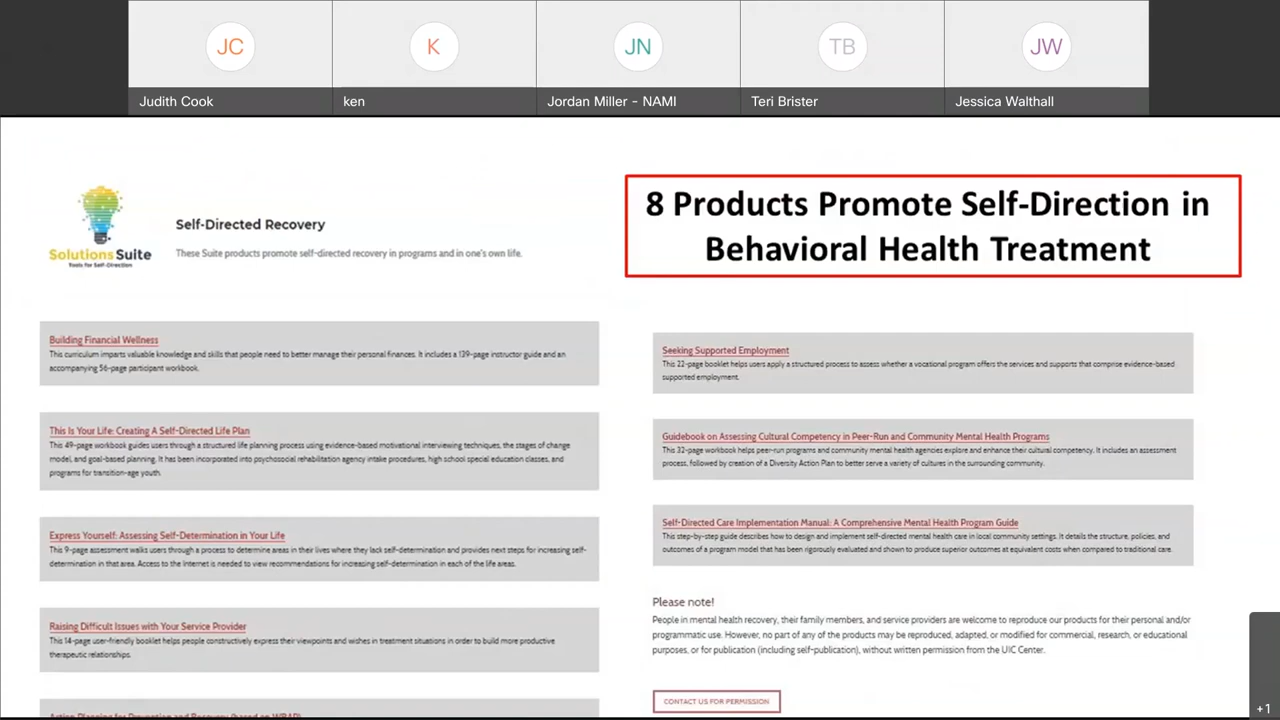 JC
K
JN
TB
JW
Judith Cook
ken
Jordan Miller - NAMI
Teri Brister
Jessica Walthall
Solutions Suite
Tools for Self-Direction
Self-Directed Recovery
These Suite products promote self-directed recovery in programs and in one's own life.
8 Products Promote Self-Direction in
Behavioral Health Treatment
Building Financial Wellness
This curriculum imparts valuable knowledge and skills that people need to better manage their personal finances. It includes a 139-page instructor guide and an
accompanying 56-page participant workbook.
This Is Your Life: Creating A Self-Directed Life Plan
This 49-page workbook guides users through a structured life planning process using evidence-based motivational interviewing techniques, the stages of change
model, and goal-based planning. It has been incorporated into psychosocial rehabilitation agency intake procedures, high school special education classes, and
programs for transition-age youth.
Express Yourself: Assessing Self-Determination in Your Life
This 9-page assessment walks users through a process to determine areas in their lives where they lack self-determination and provides next steps for increasing self-
determination in that area. Access to the Internet is needed to view recommendations for increasing self-determination in each of the life areas.
Raising Difficult Issues with Your Service Provider
This 14-page user-friendly booklet helps people constructively express their viewpoints and wishes in treatment situations in order to build more productive
therapeutic relationships.
Action Planning for Prevention and Recovery (based on WRAP)
Seeking Supported Employment
This 22-page booklet helps users apply a structured process to assess whether a vocational program offers the services and supports that comprise evidence-based
supported employment.
Guidebook on Assessing Cultural Competency in Peer-Run and Community Mental Health Programs
This 32-page workbook helps peer-run programs and community mental health agencies explore and enhance their cultural competency. It includes an assessment
process, followed by creation of a Diversity Action Plan to better serve a variety of cultures in the surrounding community.
Self-Directed Care Implementation Manual: A Comprehensive Mental Health Program Guide
This step-by-step guide describes how to design and implement self-directed mental health care in local community settings. It details the structure, policies, and
outcomes of a program model that has been rigorously evaluated and shown to produce superior outcomes at equivalent costs when compared to traditional care.
Please note!
People in mental health recovery, their family members, and service providers are welcome to reproduce our products for their personal and/or
programmatic use. However, no part of any of the products may be reproduced, adapted, or modified for commercial, research, or educational
purposes, or for publication (including self-publication), without written permission from the UIC Center.
CONTACT US FOR PERMISSION
+1